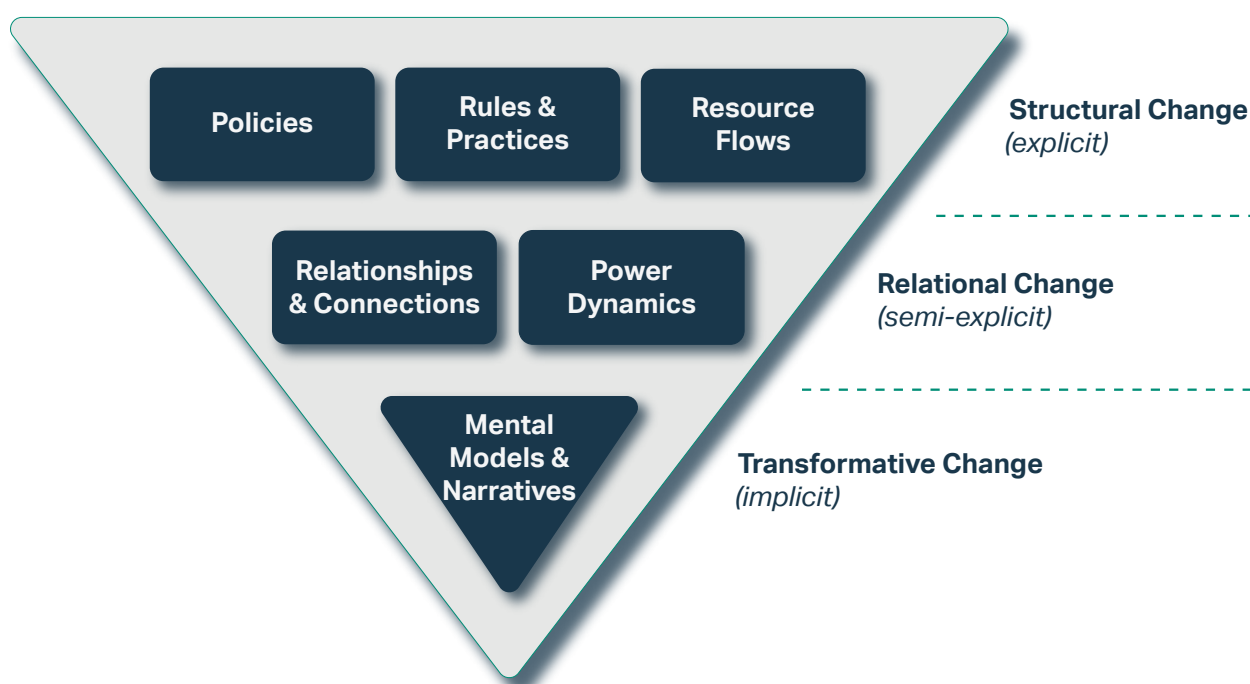 Policies
Rules &
Practices
Resource
Flows
Structural Change
(explicit)
Relationships
& Connections
Power
Dynamics
Relational Change
(semi-explicit)
Mental
Models &
Narratives
Transformative Change
(implicit)